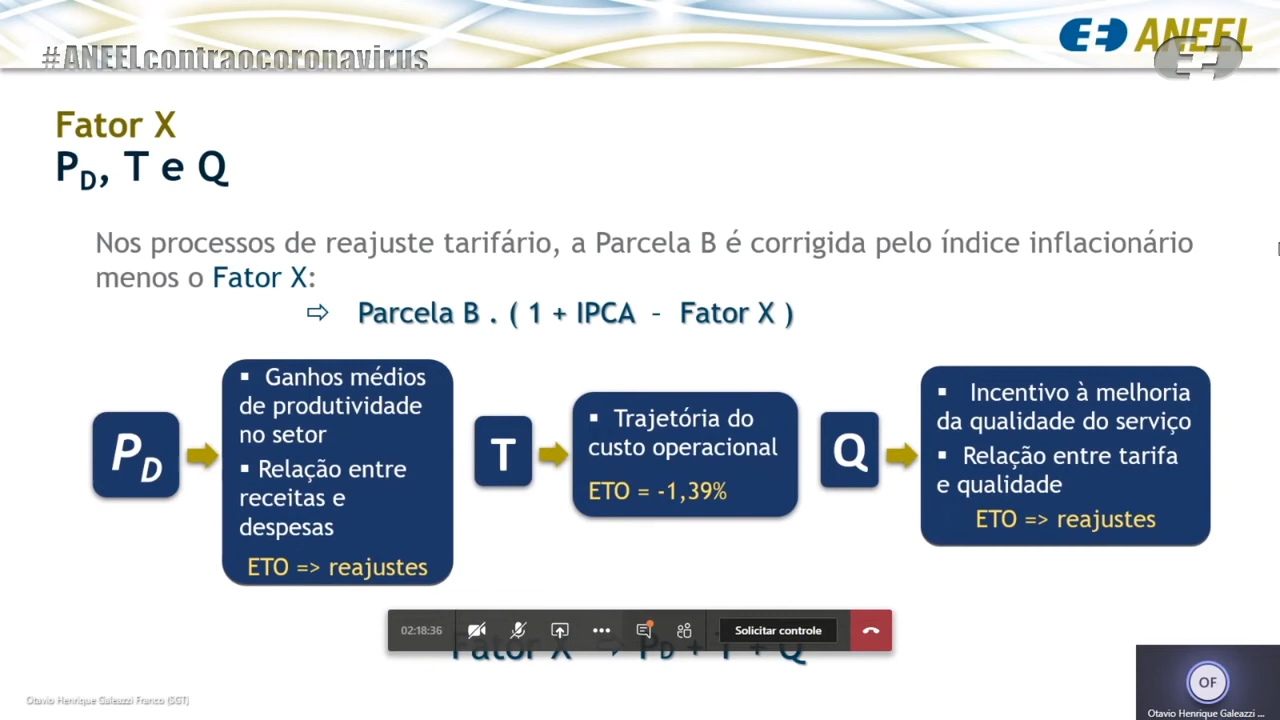 #ANEELcontraocoronavirus
ANEEL
Fator X
PD, T e Q
Nos processos de reajuste tarifário, a Parcela B é corrigida pelo índice inflacionário
menos o Fator X:
⇨ Parcela B . ( 1 + IPCA – Fator X )
PD
▪ Ganhos médios
de produtividade
no setor
▪ Relação entre
receitas e
despesas
ETO => reajustes
T
▪ Trajetória do
custo operacional
ETO = -1,39%
Q
▪ Incentivo à melhoria
da qualidade do serviço
▪ Relação entre tarifa
e qualidade
ETO => reajustes
02:18:36
Solicitar controle
Fator X ⇨ PD + T + Q
Otavio Henrique Galeazzi Franco (SGT)
OF
Otavio Henrique Galeazzi ...